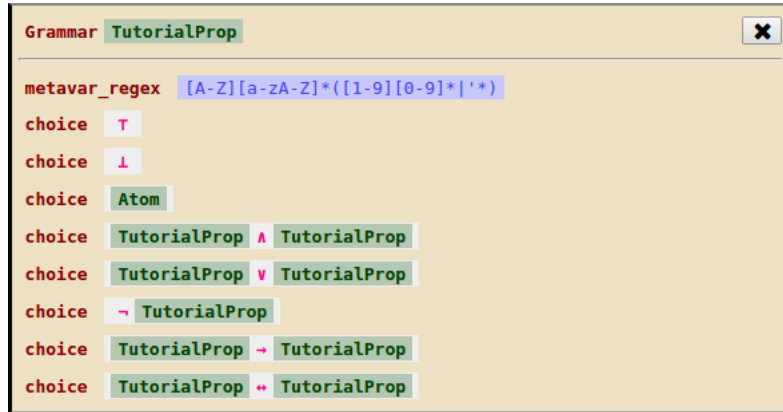 Grammar TutorialProp
metavar_regex [A-Z][a-zA-Z]*([1-9][0-9]*|'*)
choice ⊤
choice ⊥
choice Atom
choice TutorialProp ∧ TutorialProp
choice TutorialProp ∨ TutorialProp
choice ¬ TutorialProp
choice TutorialProp → TutorialProp
choice TutorialProp ↔ TutorialProp